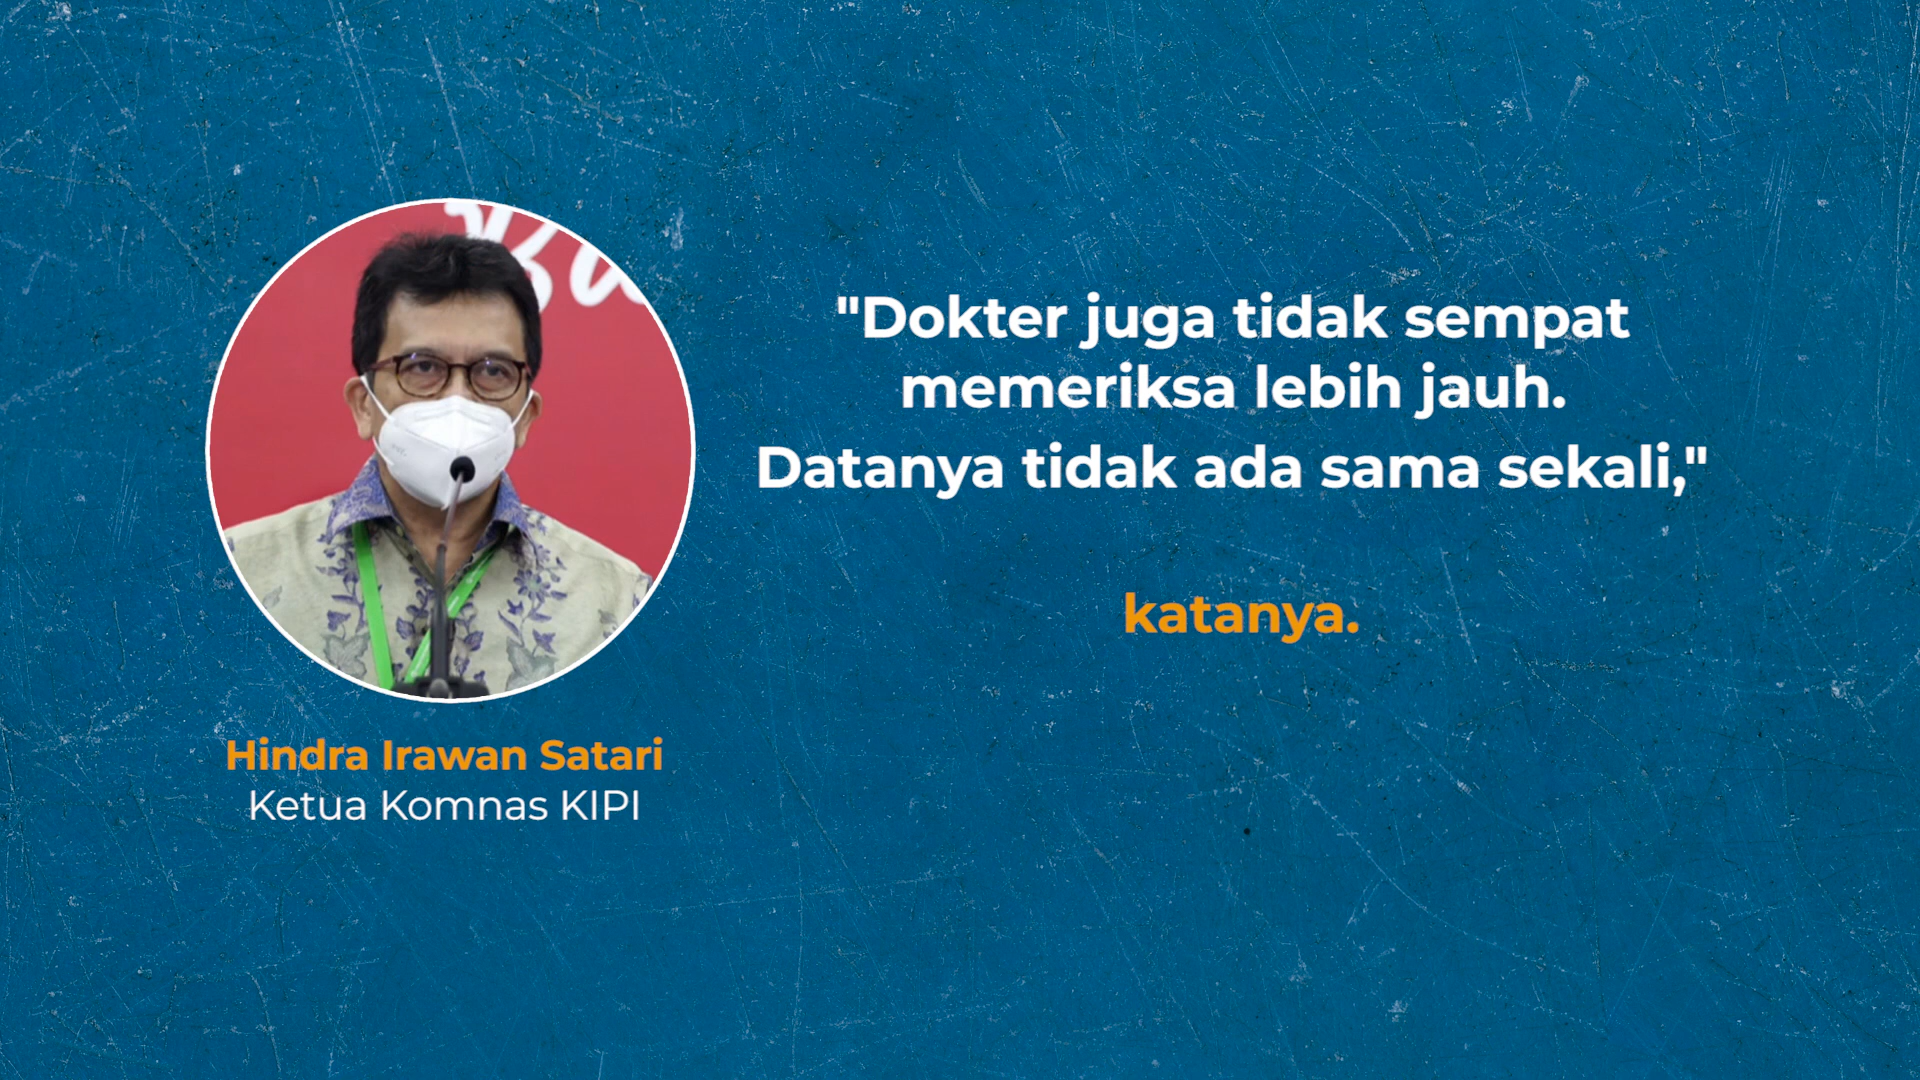 "Dokter juga tidak sempat
memeriksa lebih jauh.
Datanya tidak ada sama sekali,"
katanya.
Hindra Irawan Satari
Ketua Komnas KIPI